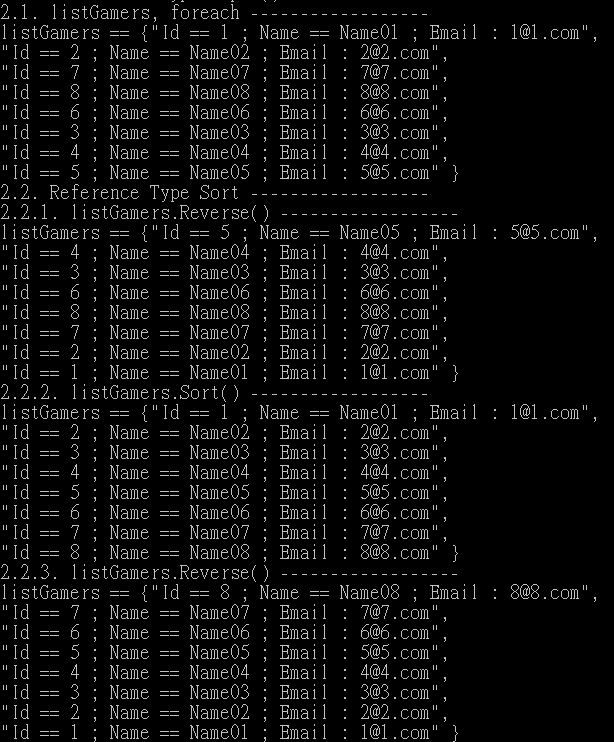 2.1. listGamers, foreach ------------------
listGamers == {"Id == 1 ; Name == Name01 ; Email : 1@1.com",
"Id == 2 ; Name == Name02 ; Email : 2@2.com",
"Id == 7 ; Name == Name07 ; Email : 7@7.com",
"Id == 8 ; Name == Name08 ; Email : 8@8.com",
"Id == 6 ; Name == Name06 ; Email : 6@6.com",
"Id == 3 ; Name == Name03 ; Email : 3@3.com",
"Id == 4 ; Name == Name04 ; Email : 4@4.com",
"Id == 5 ; Name == Name05 ; Email : 5@5.com" }
2.2. Reference Type Sort ------------------
2.2.1. listGamers.Reverse() ------------------
listGamers == {"Id == 5 ; Name == Name05 ; Email : 5@5.com",
"Id == 4 ; Name == Name04 ; Email : 4@4.com",
"Id == 3 ; Name == Name03 ; Email : 3@3.com",
"Id == 6 ; Name == Name06 ; Email : 6@6.com",
"Id == 8 ; Name == Name08 ; Email : 8@8.com",
"Id == 7 ; Name == Name07 ; Email : 7@7.com",
"Id == 2 ; Name == Name02 ; Email : 2@2.com",
"Id == 1 ; Name == Name01 ; Email : 1@1.com" }
2.2.2. listGamers.Sort() ------------------
listGamers == {"Id == 1 ; Name == Name01 ; Email : 1@1.com",
"Id == 2 ; Name == Name02 ; Email : 2@2.com",
"Id == 3 ; Name == Name03 ; Email : 3@3.com",
"Id == 4 ; Name == Name04 ; Email : 4@4.com",
"Id == 5 ; Name == Name05 ; Email : 5@5.com",
"Id == 6 ; Name == Name06 ; Email : 6@6.com",
"Id == 7 ; Name == Name07 ; Email : 7@7.com",
"Id == 8 ; Name == Name08 ; Email : 8@8.com" }
2.2.3. listGamers.Reverse() ------------------
listGamers == {"Id == 8 ; Name == Name08 ; Email : 8@8.com",
"Id == 7 ; Name == Name07 ; Email : 7@7.com",
"Id == 6 ; Name == Name06 ; Email : 6@6.com",
"Id == 5 ; Name == Name05 ; Email : 5@5.com",
"Id == 4 ; Name == Name04 ; Email : 4@4.com",
"Id == 3 ; Name == Name03 ; Email : 3@3.com",
"Id == 2 ; Name == Name02 ; Email : 2@2.com",
"Id == 1 ; Name == Name01 ; Email : 1@1.com" }